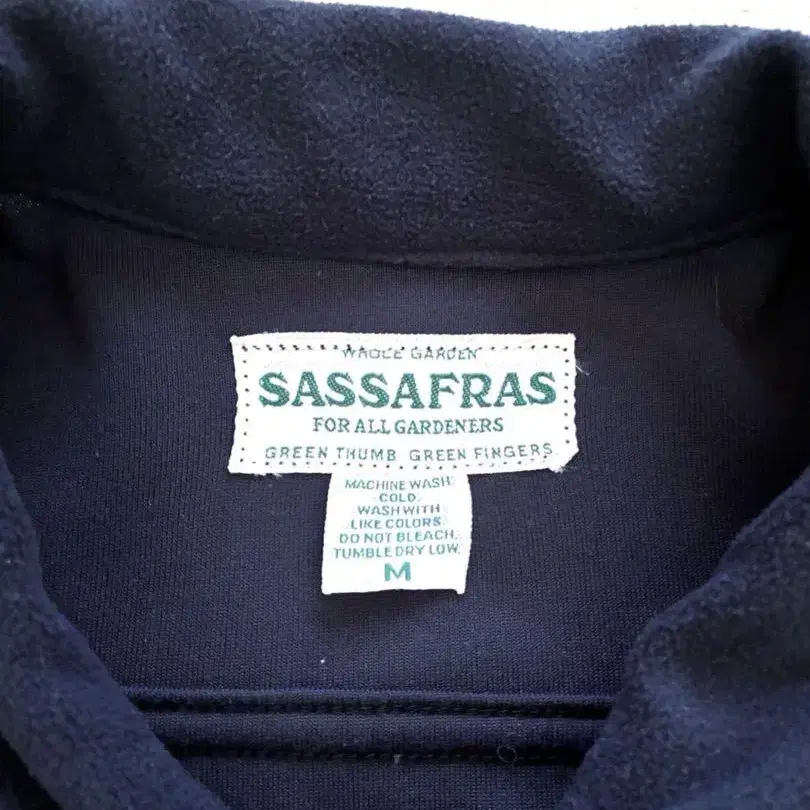 WHOLE GARDEN
SASSAFRAS
FOR ALL GARDENERS
GREEN THUMB GREEN FINGERS
MACHINE WASH
COLD.
WASH WITH
LIKE COLORS
DO NOT BLEACH.
TUMBLE DRY LOW.
M